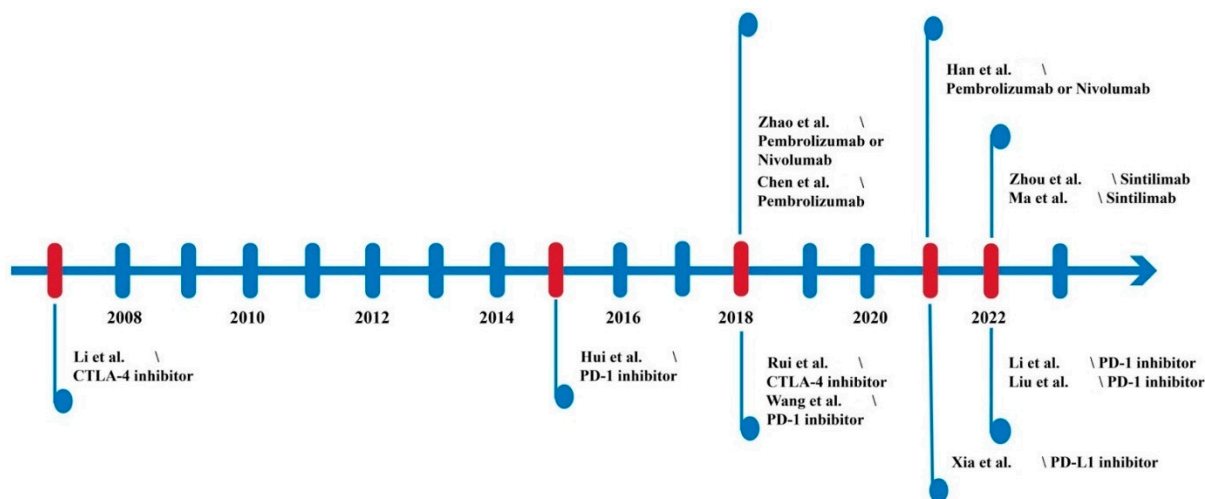 Han et al. \
Pembrolizumab or Nivolumab
Zhao et al. \
Pembrolizumab or
Nivolumab
Chen et al. \
Pembrolizumab
Zhou et al. \ Sintilimab
Ma et al. \ Sintilimab
2008
2010
2012
2014
2016
2018
2020
2022
Li et al. \
CTLA-4 inhibitor
Hui et al. \
PD-1 inhibitor
Rui et al. \
CTLA-4 inhibitor
Wang et al. \
PD-1 inbibitor
Li et al. \ PD-1 inhibitor
Liu et al. \ PD-1 inhibitor
Xia et al. \ PD-L1 inhibitor